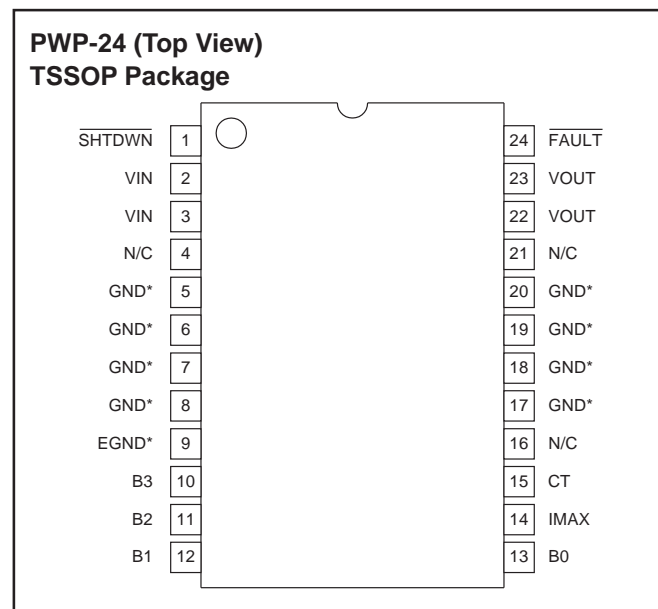 PWP-24 (Top View)
TSSOP Package
SHTDWN 1 24 FAULT
VIN 2 23 VOUT
VIN 3 22 VOUT
N/C 4 21 N/C
GND* 5 20 GND*
GND* 6 19 GND*
GND* 7 18 GND*
GND* 8 17 GND*
EGND* 9 16 N/C
B3 10 15 CT
B2 11 14 IMAX
B1 12 13 B0